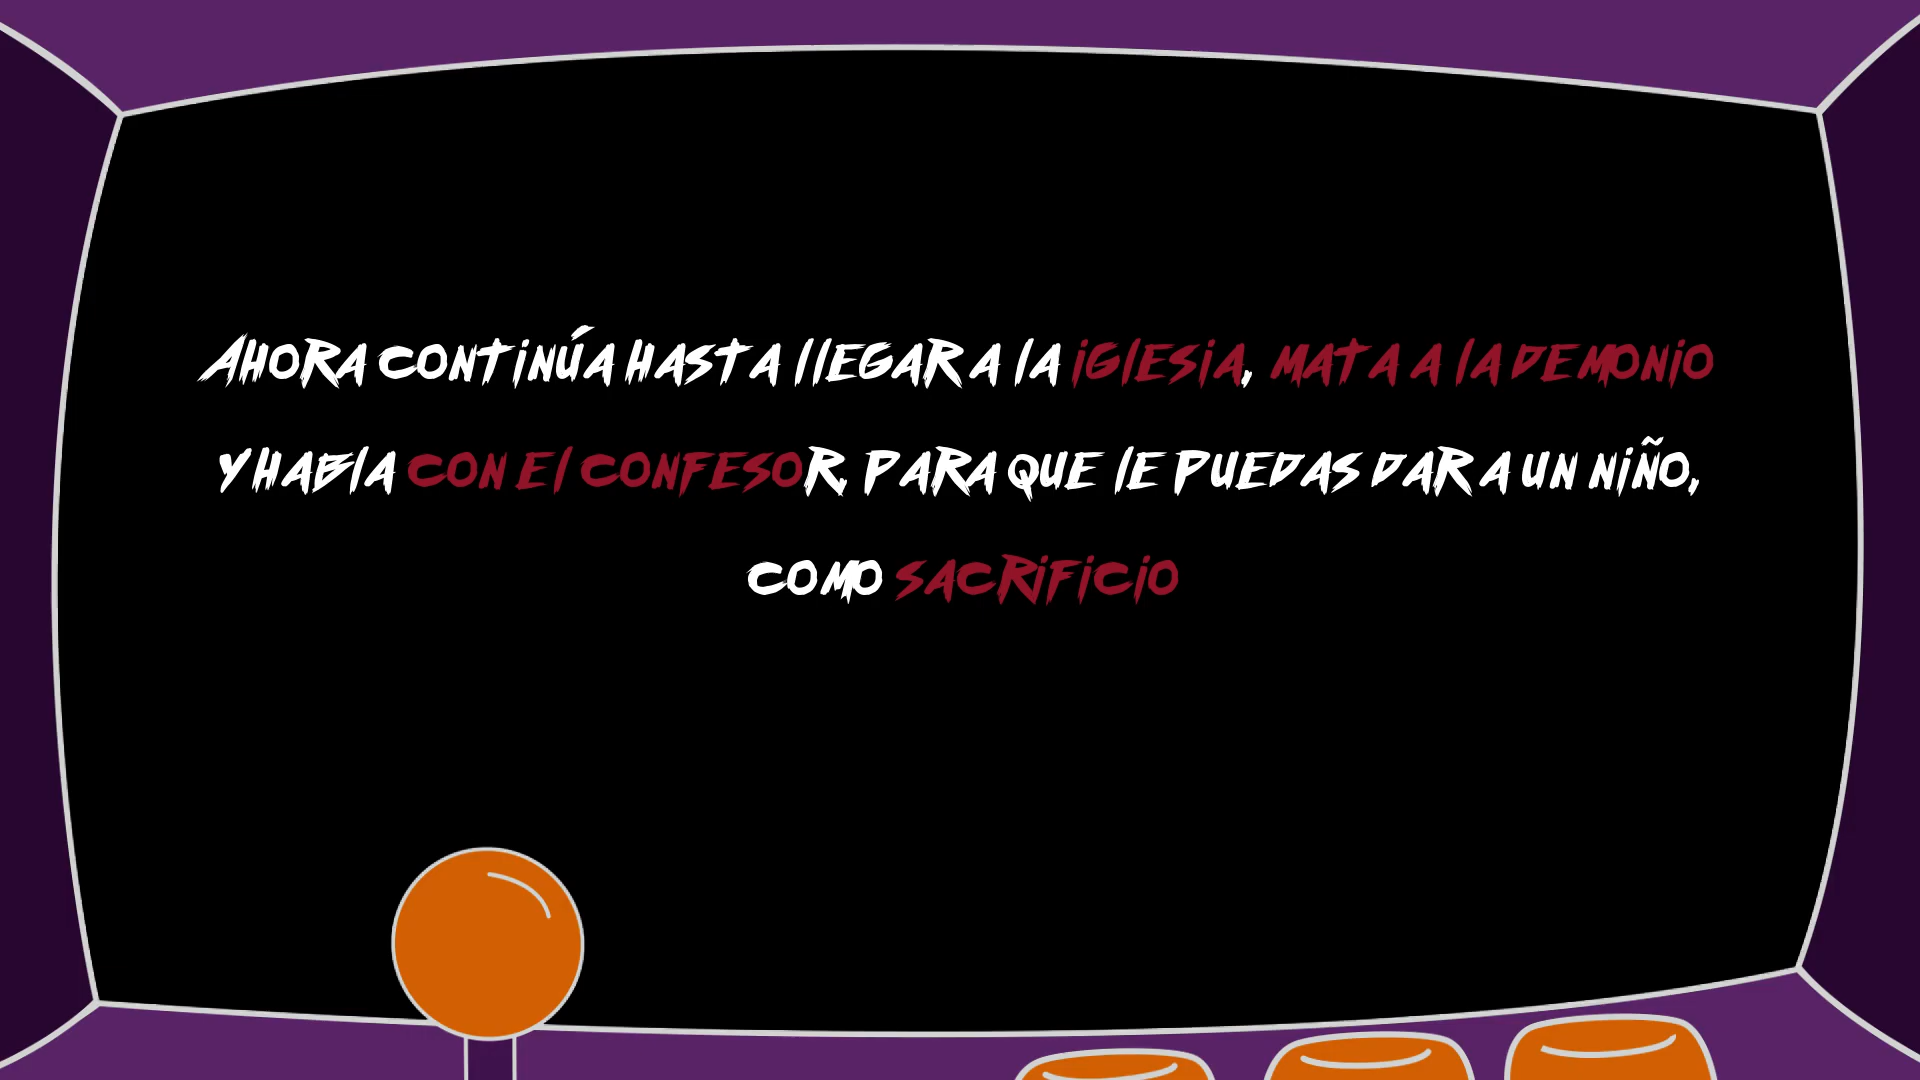 Ahora continúa hasta llegar a la iglesia, mata a la demonio
y habla con el confesor, para que le puedas dar a un niño,
como sacrificio